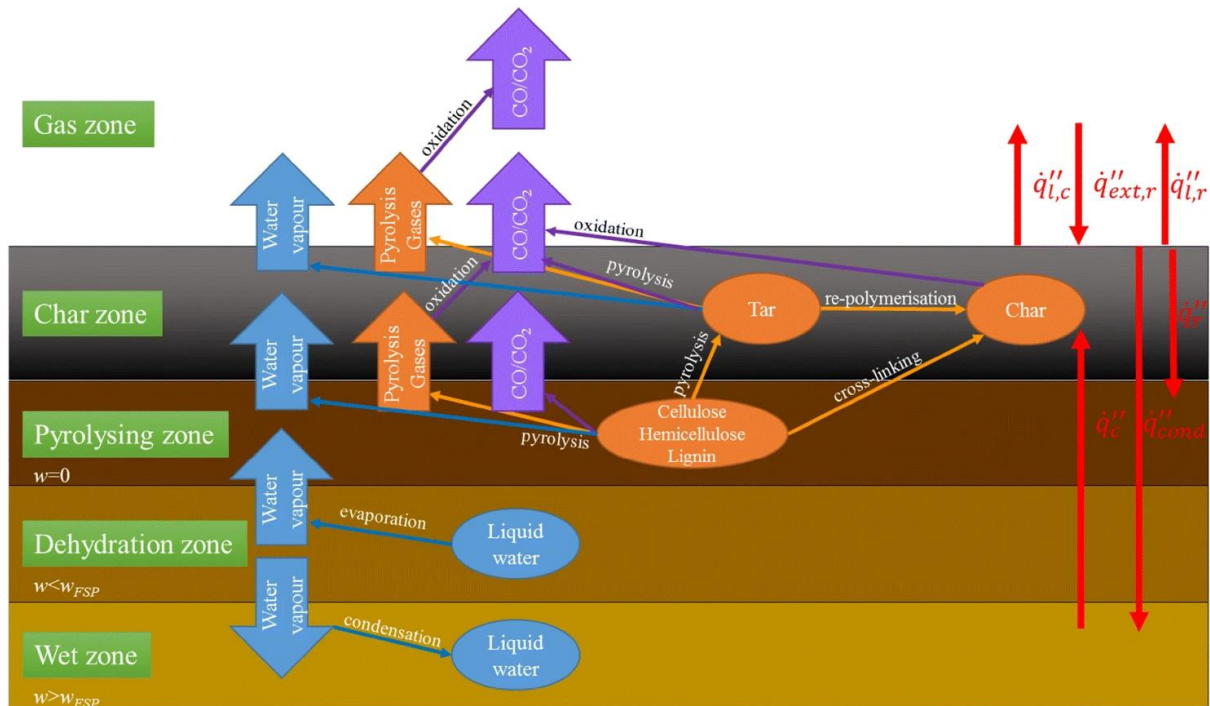 CO/CO₂
oxidation
Gas zone
Water
vapour
Pyrolysis
Gases
CO/CO₂
q̇″l,c
q̇″ext,r
q̇″l,r
oxidation
pyrolysis
oxidation
Char zone
Water
vapour
Pyrolysis
Gases
CO/CO₂
Tar
re-polymerisation
Char
q̇″r
pyrolysis
cross-linking
Pyrolysing zone
w=0
pyrolysis
Cellulose
Hemicellulose
Lignin
q̇″c
q̇″cond
Water
vapour
evaporation
Liquid
water
Dehydration zone
w<wFSP
Water
vapour
condensation
Liquid
water
Wet zone
w>wFSP